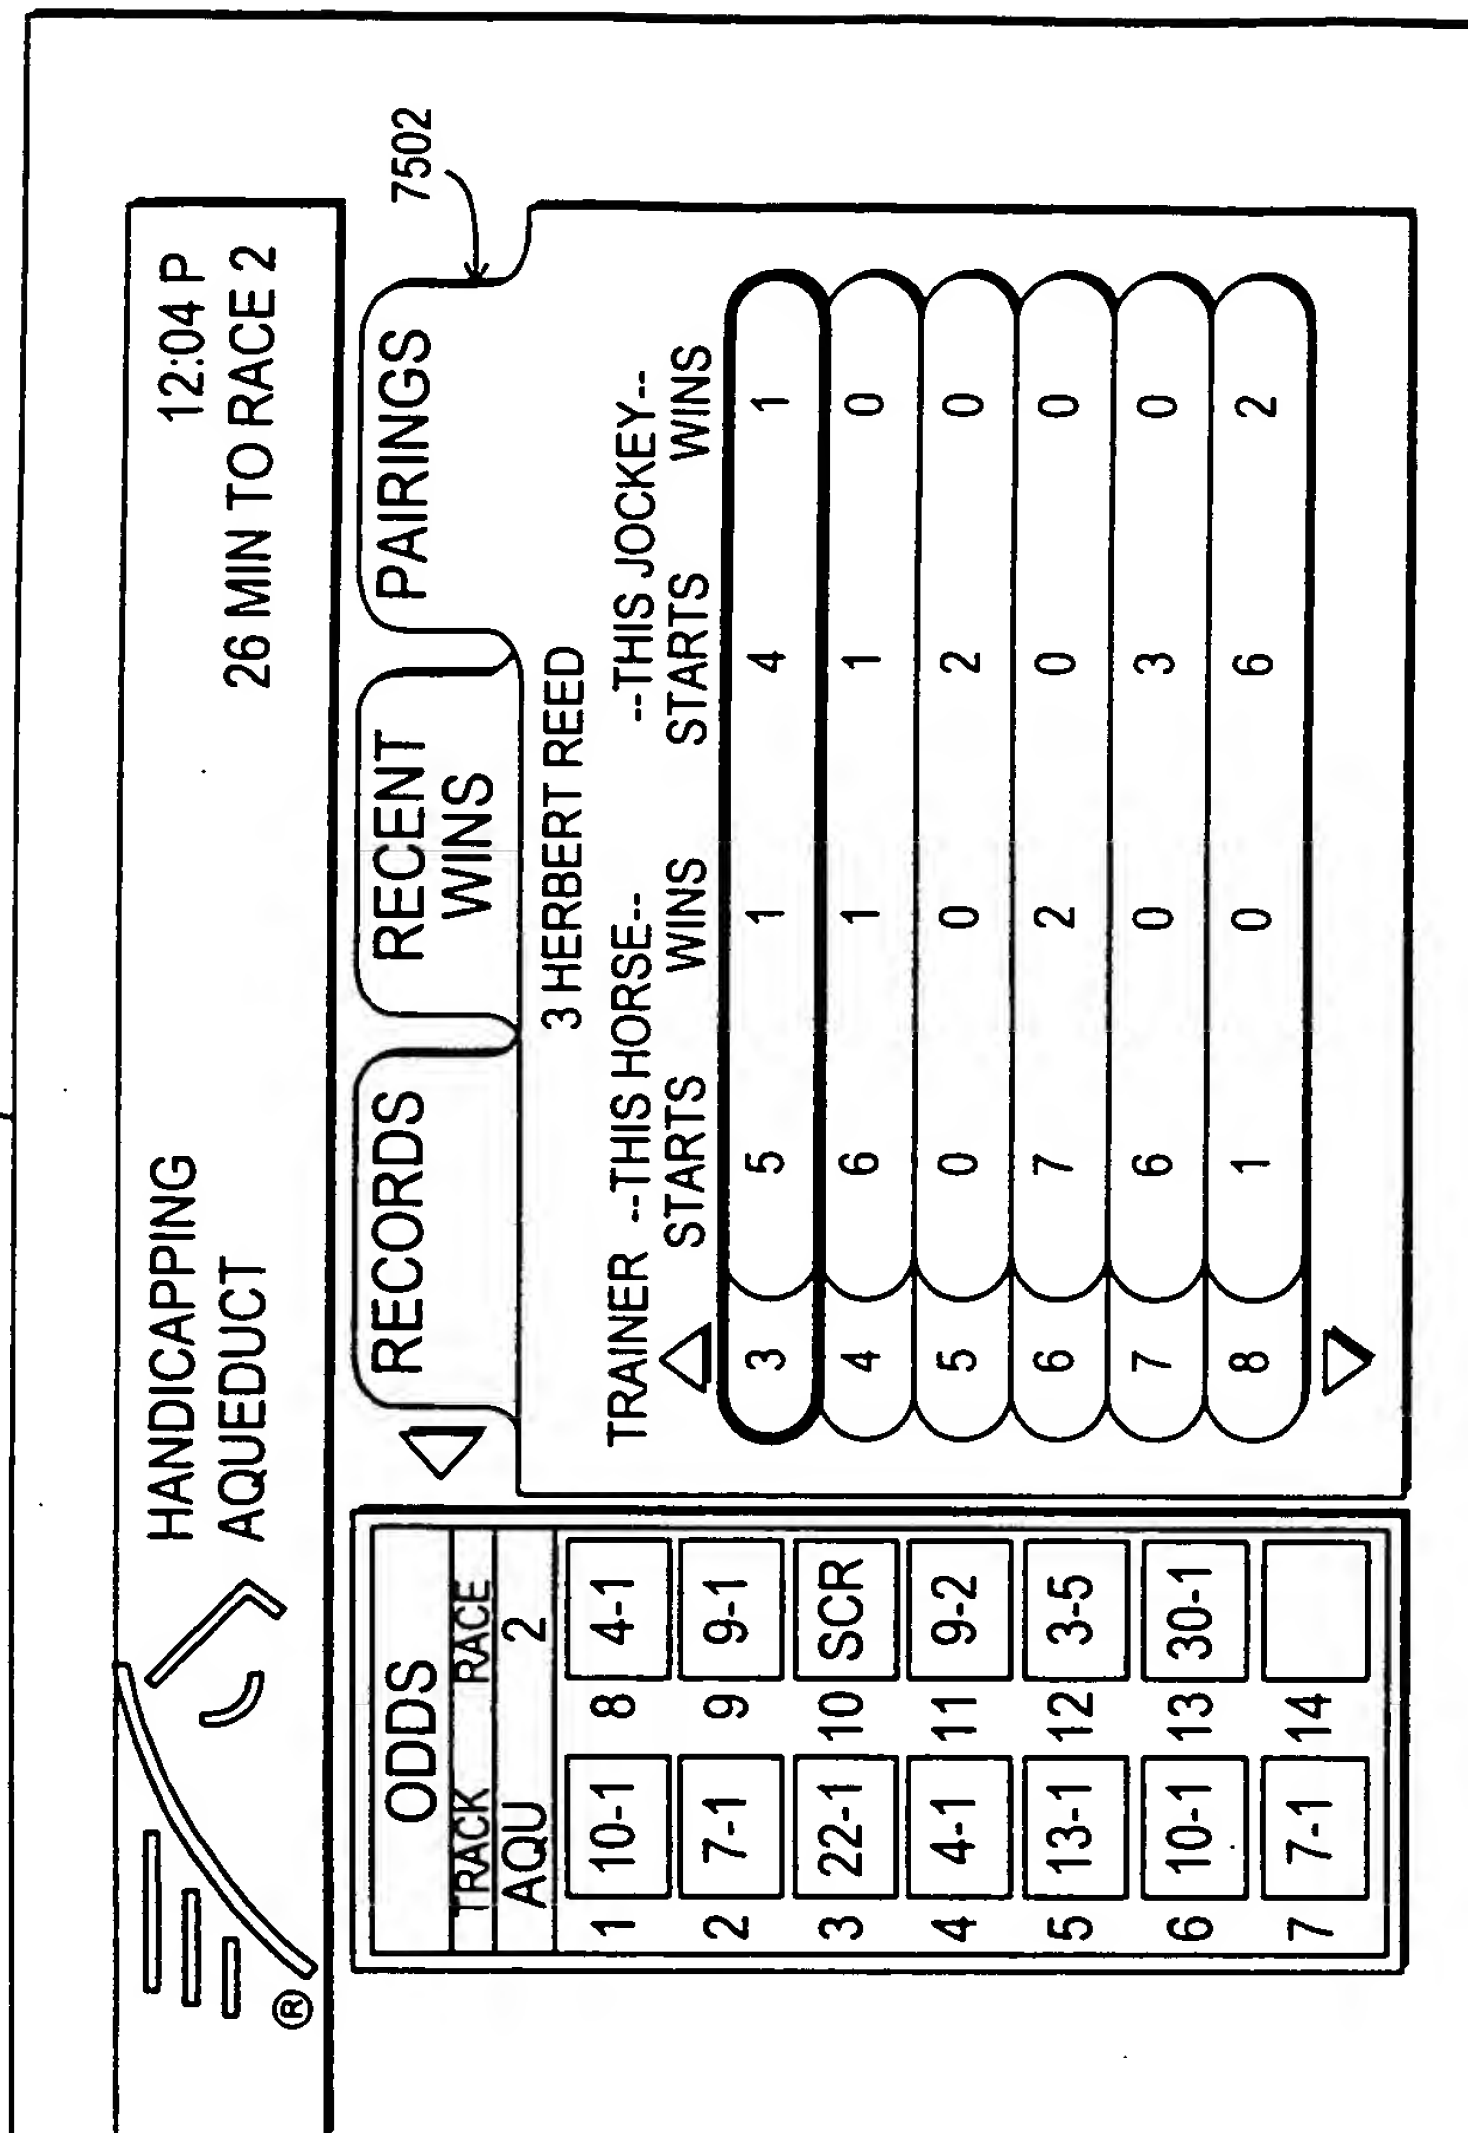 HANDICAPPING
AQUEDUCT
12:04 P
26 MIN TO RACE 2
®
7502
RECORDS
RECENT WINS
PAIRINGS
ODDS
TRACK RACE
AQU 2
1 10-1 8 4-1
2 7-1 9 9-1
3 22-1 10 SCR
4 4-1 11 9-2
5 13-1 12 3-5
6 10-1 13 30-1
7 7-1 14
3 HERBERT REED
TRAINER --THIS HORSE-- --THIS JOCKEY--
STARTS WINS STARTS WINS
3 5 1 4 1
4 6 1 1 0
5 0 0 2 0
6 7 2 0 0
7 6 0 3 0
8 1 0 6 2